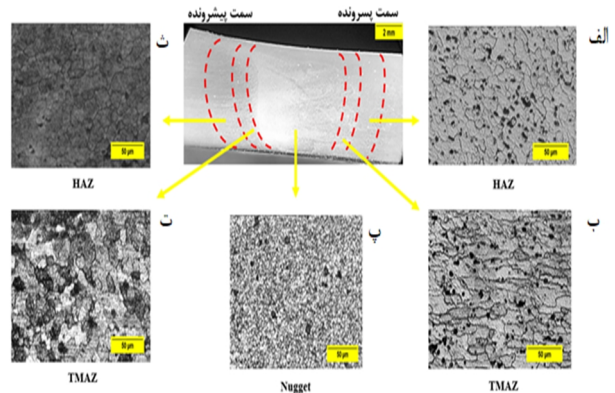 سمت پسرونده
سمت پیشرونده
2 mm
الف
50 µm
HAZ
ث
50 µm
HAZ
ب
50 µm
TMAZ
پ
50 µm
Nugget
ت
50 µm
TMAZ